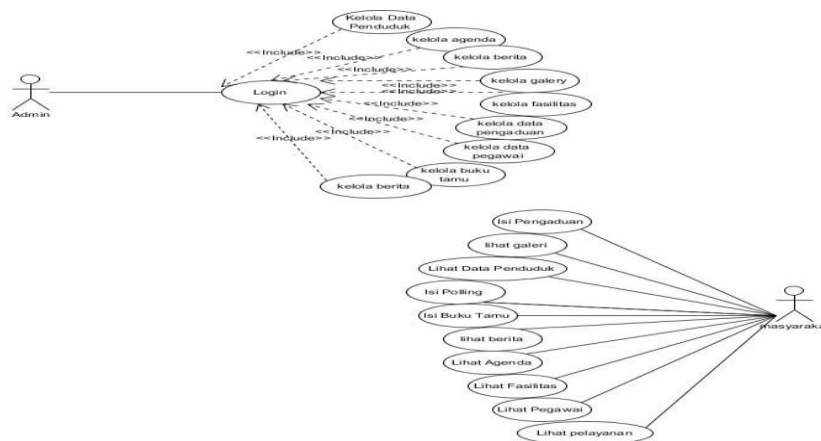 Kelola Data
Penduduk
kelola agenda
<<Include>>
<<Include>>
kelola berita
<<Include>>
kelola galery
<<Include>>
<<Include>>
Login
kelola fasilitas
Admin
<<Include>>
kelola data
pengaduan
<<Include>>
<<Include>>
<<Include>>
kelola data
pegawai
kelola buku
tamu
kelola berita
Isi Pengaduan
lihat galeri
Lihat Data Penduduk
Isi Polling
Isi Buku Tamu
masyaraka
lihat berita
Lihat Agenda
Lihat Fasilitas
Lihat Pegawai
Lihat pelayanan